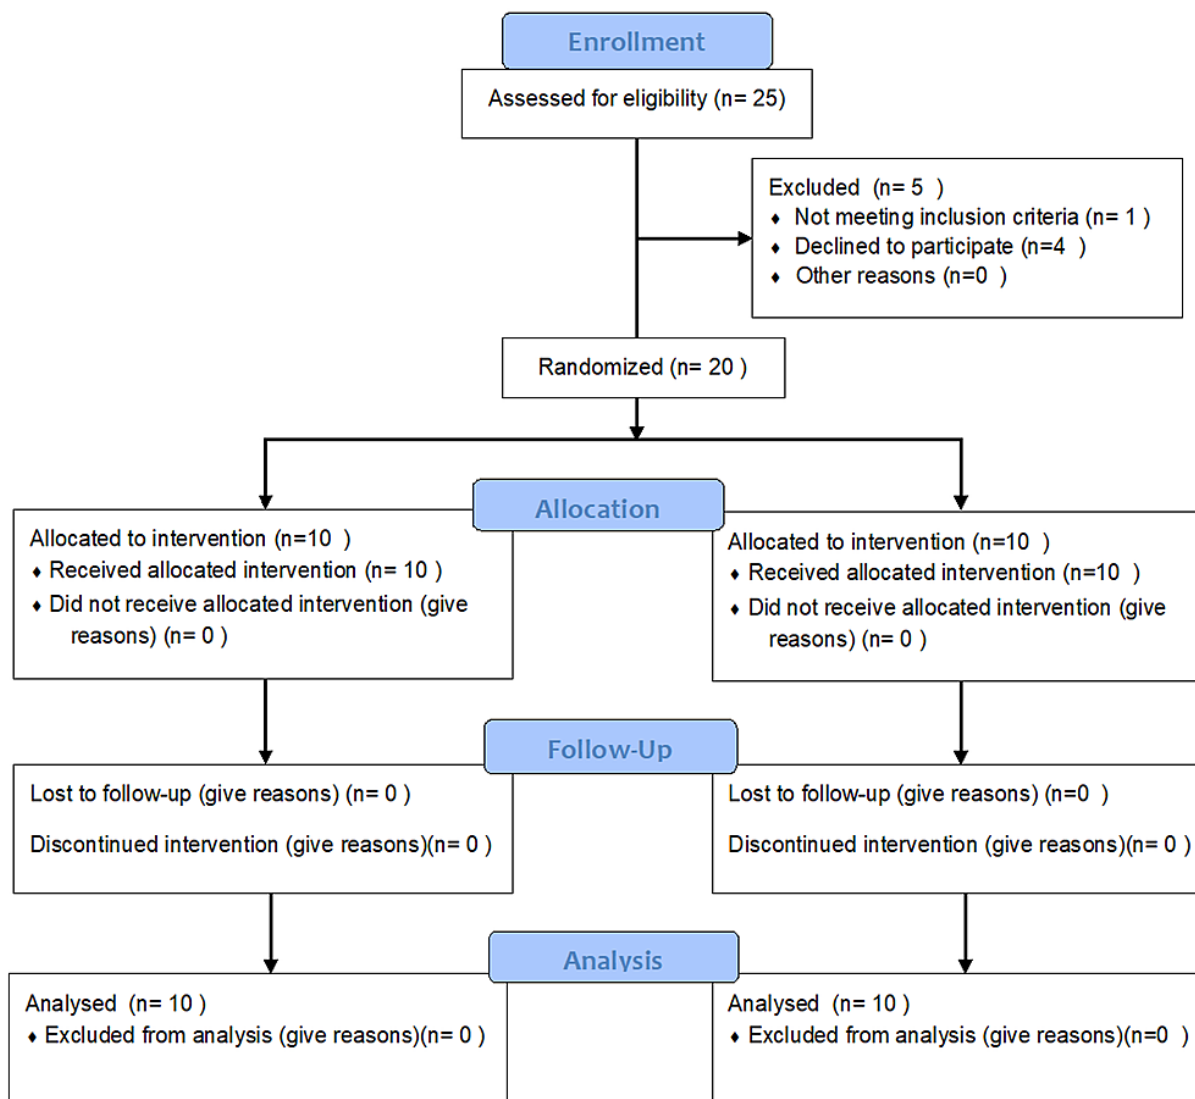 Enrollment
Assessed for eligibility (n= 25)
Excluded (n= 5 )
♦ Not meeting inclusion criteria (n= 1 )
♦ Declined to participate (n=4 )
♦ Other reasons (n=0 )
Randomized (n= 20 )
Allocation
Allocated to intervention (n=10 )
♦ Received allocated intervention (n= 10 )
♦ Did not receive allocated intervention (give
reasons) (n= 0 )
Allocated to intervention (n=10 )
♦ Received allocated intervention (n=10 )
♦ Did not receive allocated intervention (give
reasons) (n= 0 )
Follow-Up
Lost to follow-up (give reasons) (n= 0 )
Discontinued intervention (give reasons)(n= 0 )
Lost to follow-up (give reasons) (n=0 )
Discontinued intervention (give reasons)(n= 0 )
Analysis
Analysed (n= 10 )
♦ Excluded from analysis (give reasons)(n= 0 )
Analysed (n= 10 )
♦ Excluded from analysis (give reasons)(n=0 )